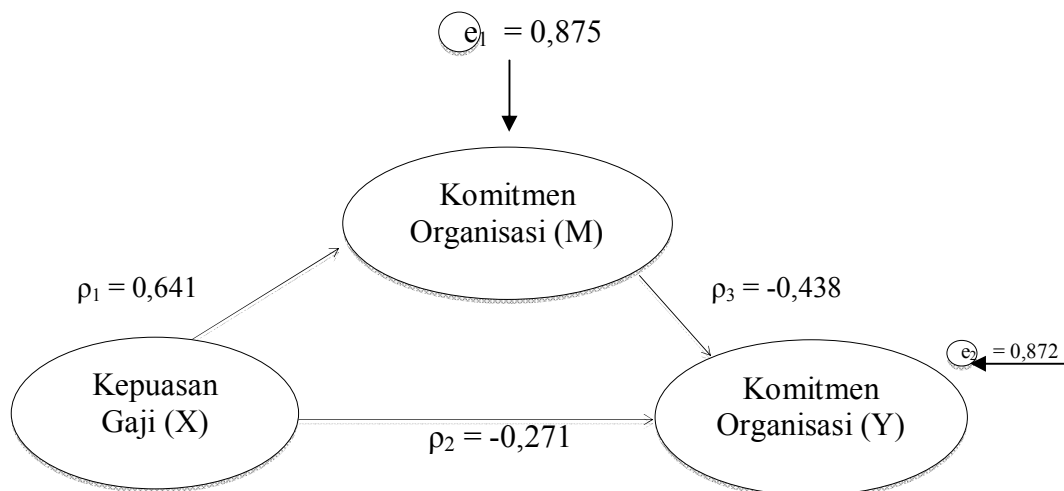 e₁ = 0,875
Komitmen
Organisasi (M)
ρ₁ = 0,641
ρ₃ = -0,438
Kepuasan
Gaji (X)
ρ₂ = -0,271
Komitmen
Organisasi (Y)
e₂ = 0,872